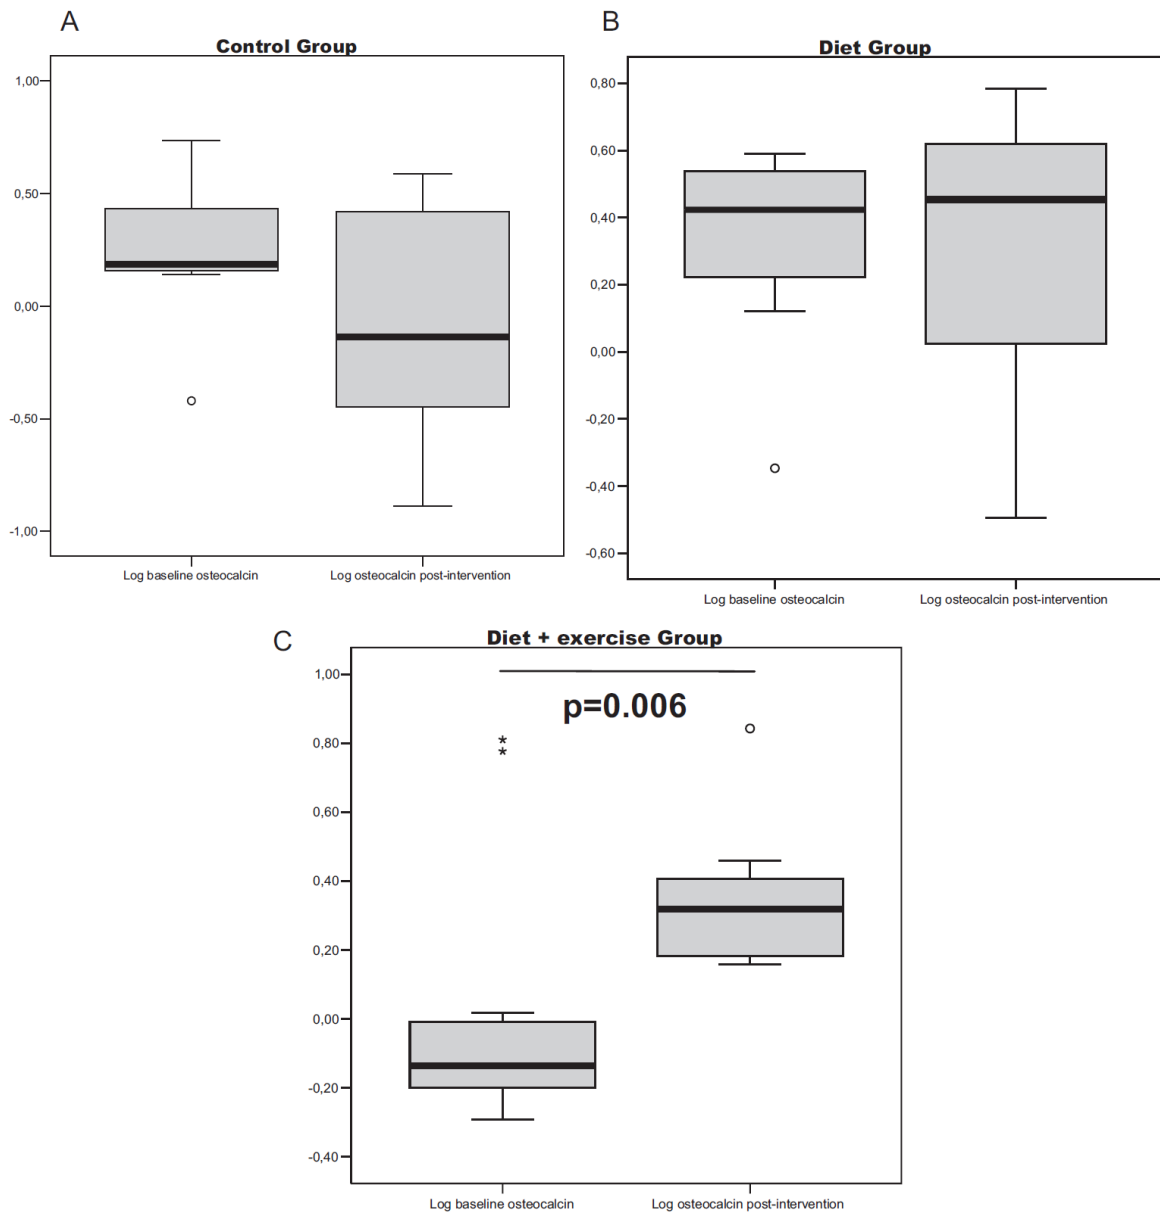 A
Control Group
1,00
0,50
0,00
-0,50
-1,00
Log baseline osteocalcin
Log osteocalcin post-intervention
B
Diet Group
0,80
0,60
0,40
0,20
0,00
-0,20
-0,40
-0,60
Log baseline osteocalcin
Log osteocalcin post-intervention
C
Diet + exercise Group
1,00
0,80
0,60
0,40
0,20
0,00
-0,20
-0,40
p=0.006
*
*
Log baseline osteocalcin
Log osteocalcin post-intervention